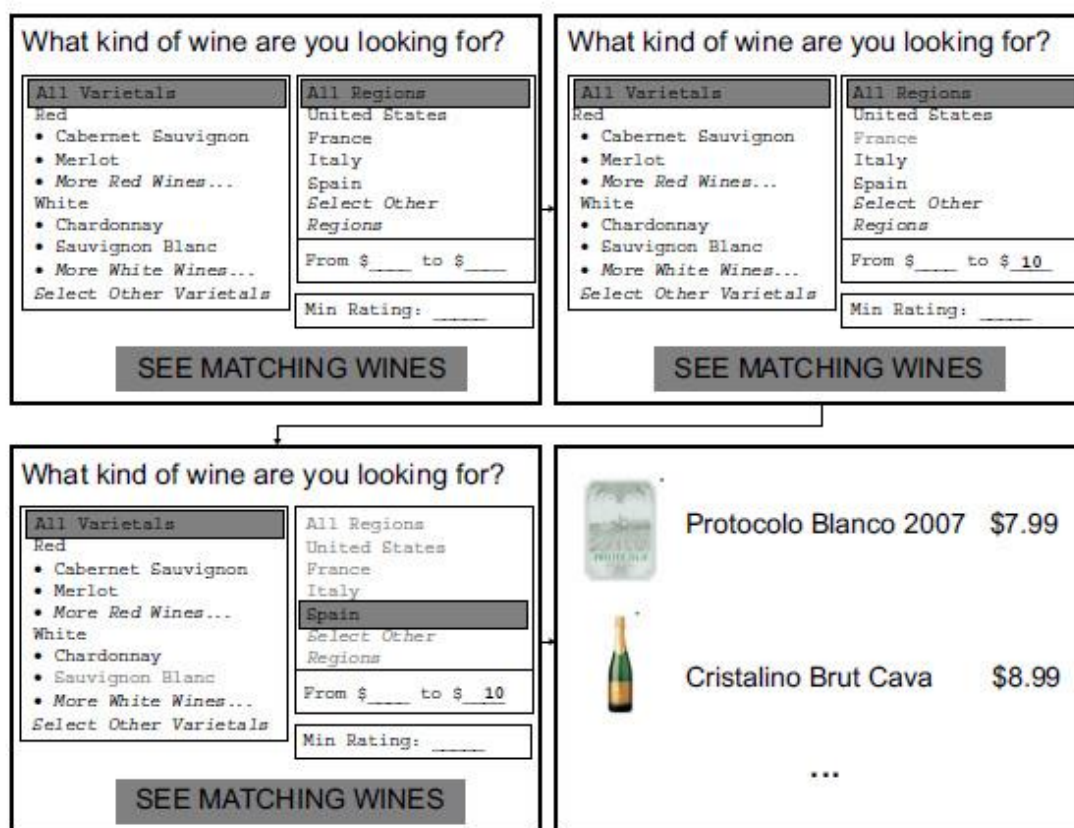 What kind of wine are you looking for?
All Varietals
Red
• Cabernet Sauvignon
• Merlot
• More Red Wines...
White
• Chardonnay
• Sauvignon Blanc
• More White Wines...
Select Other Varietals
All Regions
United States
France
Italy
Spain
Select Other
Regions
From $____ to $____
Min Rating: _____
SEE MATCHING WINES
What kind of wine are you looking for?
All Varietals
Red
• Cabernet Sauvignon
• Merlot
• More Red Wines...
White
• Chardonnay
• Sauvignon Blanc
• More White Wines...
Select Other Varietals
All Regions
United States
France
Italy
Spain
Select Other
Regions
From $____ to $ 10
Min Rating: _____
SEE MATCHING WINES
What kind of wine are you looking for?
All Varietals
Red
• Cabernet Sauvignon
• Merlot
• More Red Wines...
White
• Chardonnay
• Sauvignon Blanc
• More White Wines...
Select Other Varietals
All Regions
United States
France
Italy
Spain
Select Other
Regions
From $____ to $ 10
Min Rating: _____
SEE MATCHING WINES
Protocolo Blanco 2007 $7.99
Cristalino Brut Cava $8.99
...